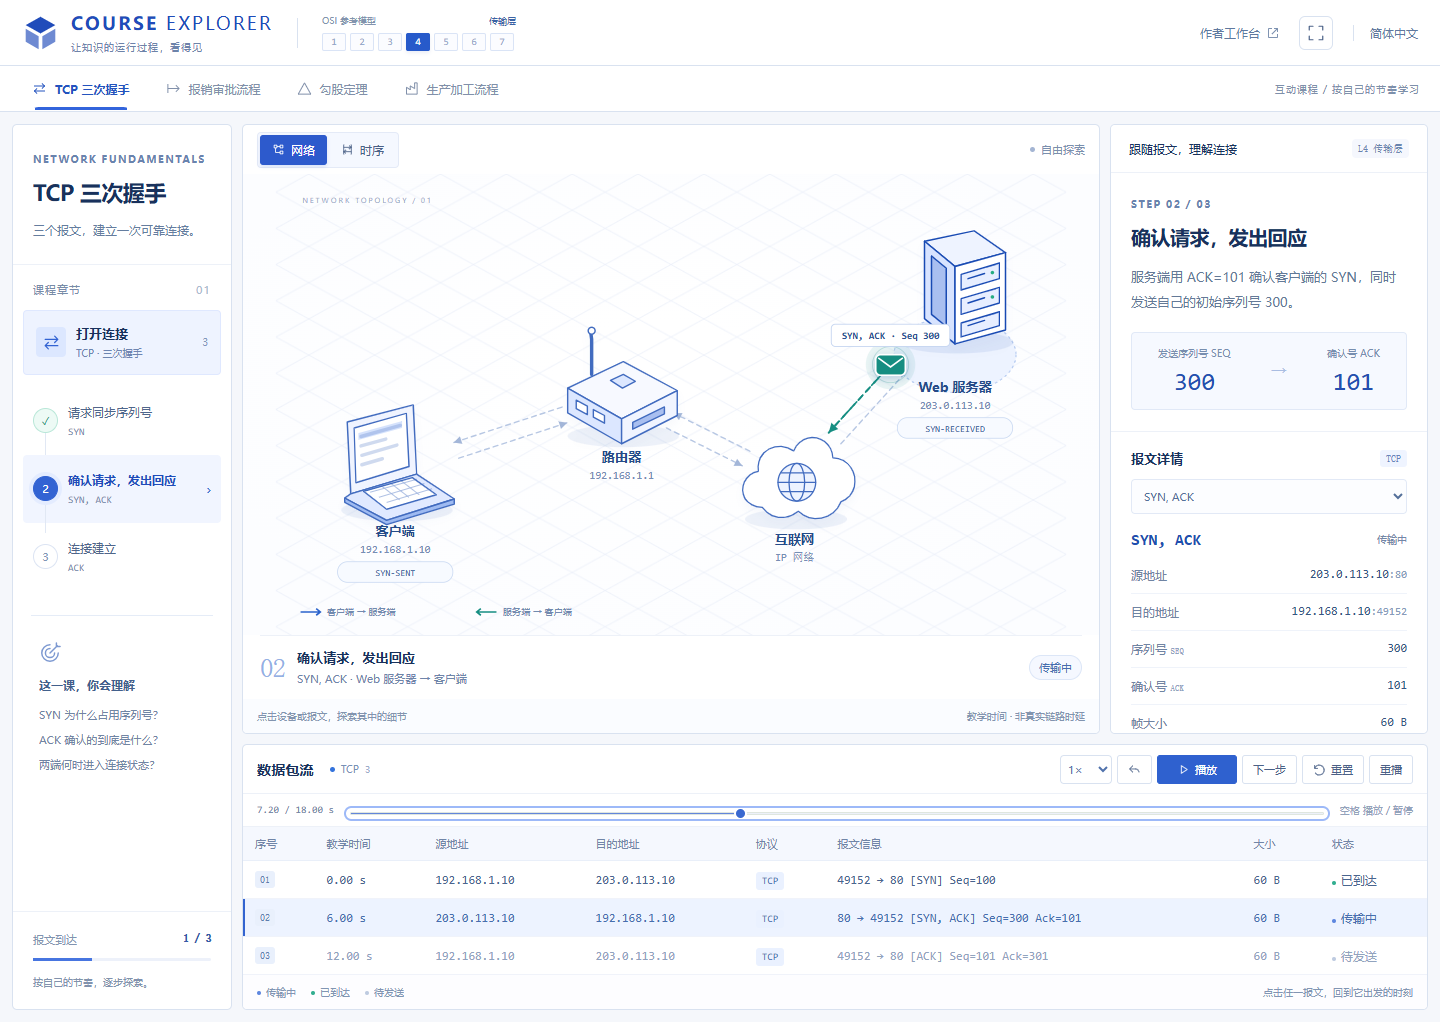 COURSE EXPLORER
让知识的运行过程，看得见
OSI 参考模型 传输层
1 2 3 4 5 6 7
作者工作台
简体中文
TCP 三次握手
报销审批流程
勾股定理
生产加工流程
互动课程 / 按自己的节奏学习
NETWORK FUNDAMENTALS
TCP 三次握手
三个报文，建立一次可靠连接。
课程章节 01
打开连接
TCP · 三次握手
3
请求同步序列号
SYN
2
确认请求，发出回应
SYN, ACK
3
连接建立
ACK
这一课，你会理解
SYN 为什么占用序列号？
ACK 确认的到底是什么？
两端何时进入连接状态？
报文到达 1 / 3
按自己的节奏，逐步探索。
网络 时序
自由探索
NETWORK TOPOLOGY / 01
SYN, ACK · Seq 300
Web 服务器
203.0.113.10
SYN-RECEIVED
路由器
192.168.1.1
客户端
192.168.1.10
SYN-SENT
互联网
IP 网络
客户端 → 服务端
服务端 → 客户端
02
确认请求，发出回应
SYN, ACK · Web 服务器 → 客户端
传输中
点击设备或报文，探索其中的细节
教学时间 · 非真实链路时延
跟随报文，理解连接
L4 传输层
STEP 02 / 03
确认请求，发出回应
服务端用 ACK=101 确认客户端的 SYN，同时
发送自己的初始序列号 300。
发送序列号 SEQ
300
→
确认号 ACK
101
报文详情 TCP
SYN, ACK
SYN, ACK 传输中
源地址 203.0.113.10:80
目的地址 192.168.1.10:49152
序列号 SEQ 300
确认号 ACK 101
帧大小 60 B
数据包流
TCP 3
1×
播放
下一步
重置
重播
7.20 / 18.00 s
空格 播放 / 暂停
序号 教学时间 源地址 目的地址 协议 报文信息 大小 状态
01 0.00 s 192.168.1.10 203.0.113.10 TCP 49152 → 80 [SYN] Seq=100 60 B 已到达
02 6.00 s 203.0.113.10 192.168.1.10 TCP 80 → 49152 [SYN, ACK] Seq=300 Ack=101 60 B 传输中
03 12.00 s 192.168.1.10 203.0.113.10 TCP 49152 → 80 [ACK] Seq=101 Ack=301 60 B 待发送
传输中 已到达 待发送
点击任一报文，回到它出发的时刻